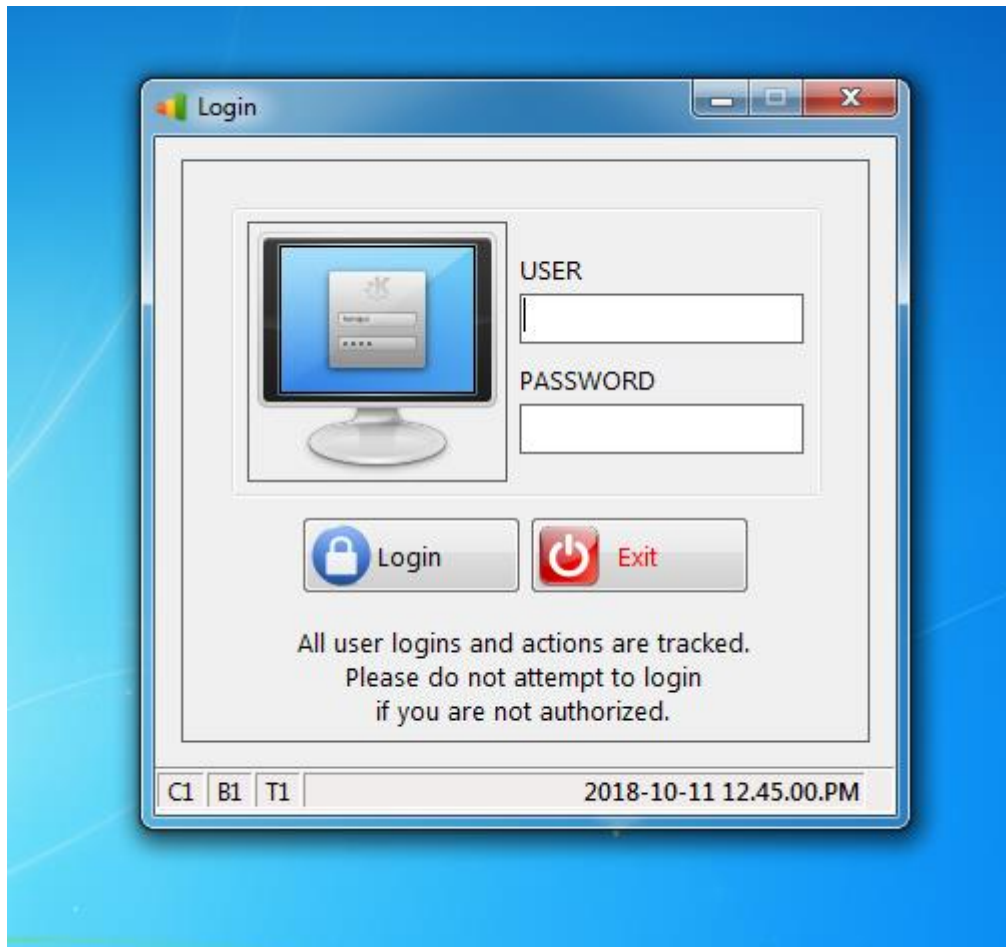 Login
USER
PASSWORD
Login
Exit
All user logins and actions are tracked.
Please do not attempt to login
if you are not authorized.
C1 B1 T1 2018-10-11 12.45.00.PM